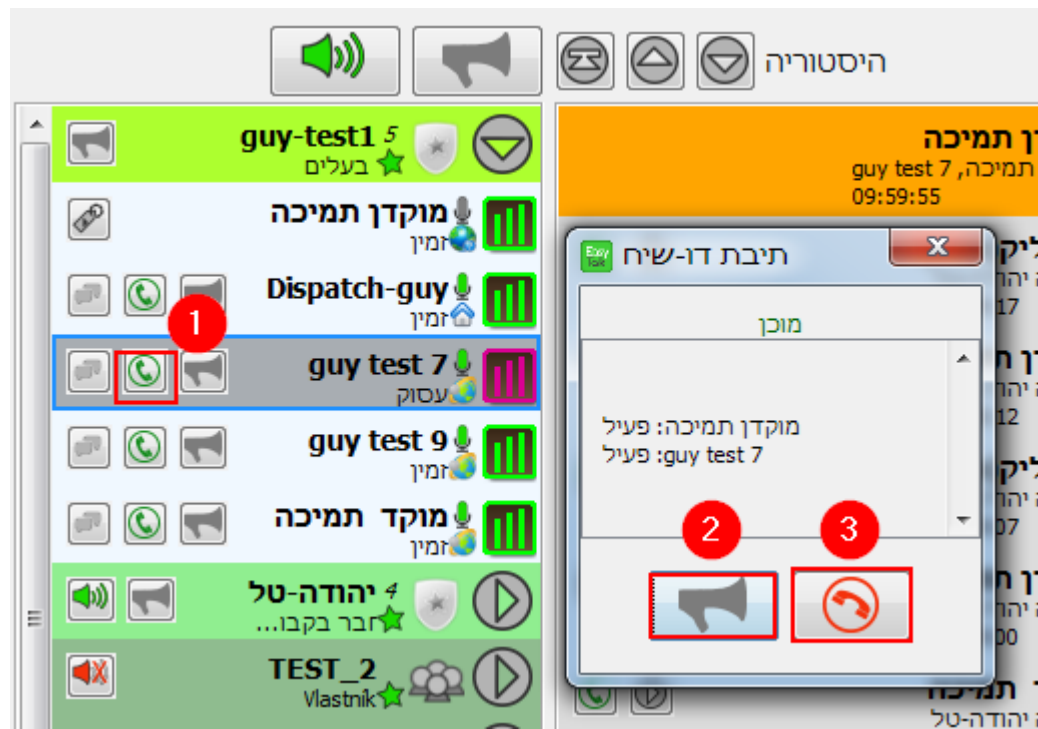 היסטוריה
guy-test1 5
בעלים
מוקדן תמיכה
זמין
Dispatch-guy
זמין
1
guy test 7
עסוק
guy test 9
זמין
מוקד תמיכה
זמין
יהודה-טל 4
חבר בקבו...
TEST_2
Vlastník
תמיכה
תמיכה, guy test 7
09:59:55
תיבת דו-שיח
Easy
Talk
מוכן
מוקדן תמיכה: פעיל
guy test 7: פעיל
2
3
17
12
07
00
תמיכה
יהודה-טל